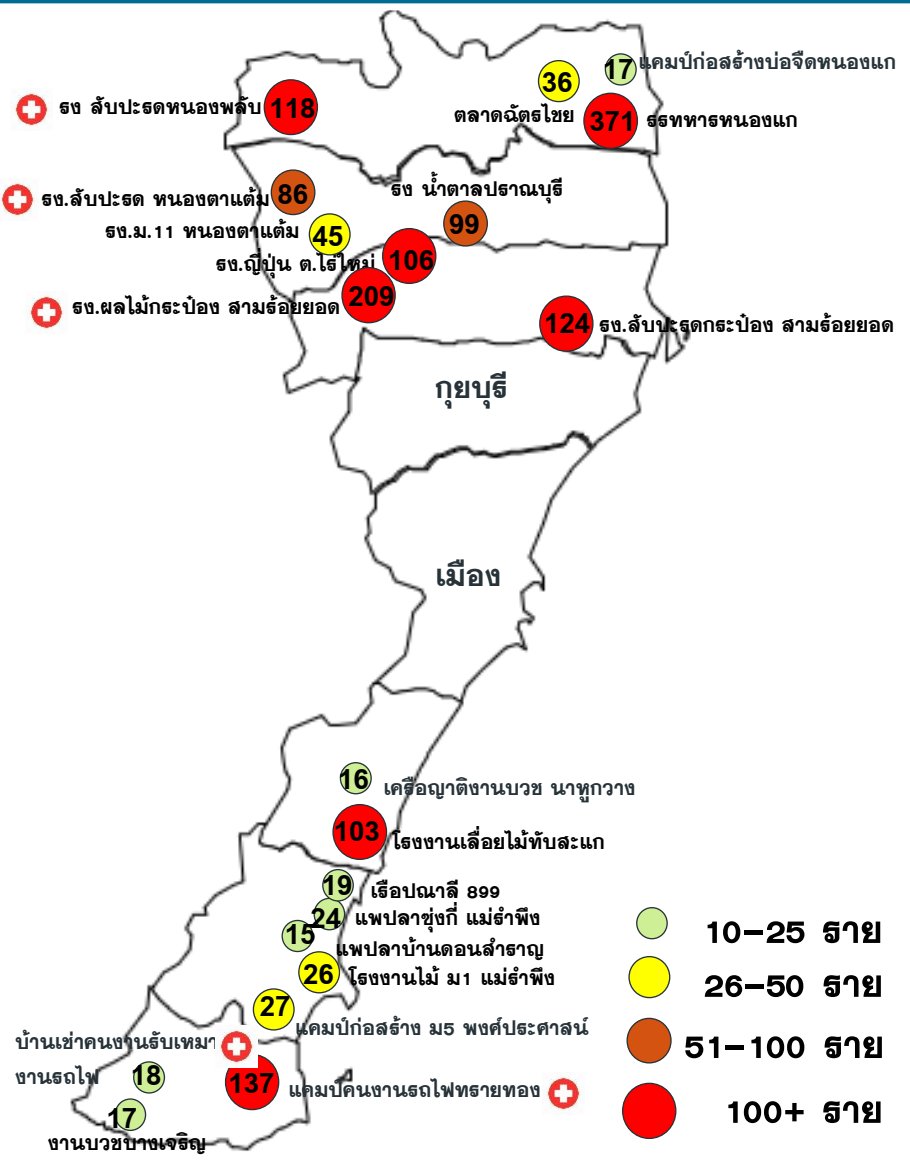 17 แคมป์ก่อสร้างบ่อจืดหนองแก
36
ตลาดฉัตรไชย
รง สับปะรดหนองพลับ 118
371 รรทหารหนองแก
รง.สับปะรด หนองตาแต้ม 86
รง น้ำตาลปราณบุรี
99
รง.ม.11 หนองตาแต้ม 45
รง.ญี่ปุ่น ต.ไร่ใหม่ 106
รง.ผลไม้กระป๋อง สามร้อยยอด 209
124 รง.สับปะรดกระป๋อง สามร้อยยอด
กุยบุรี
เมือง
16 เครือญาติงานบวช นาหูกวาง
103 โรงงานเลื่อยไม้ทับสะแก
19 เรือปณาลี 899
24 แพปลาซุ่งกี่ แม่รำพึง
15 แพปลาบ้านดอนสำราญ
26 โรงงานไม้ ม1 แม่รำพึง
27 แคมป์ก่อสร้าง ม5 พงศ์ประศาสน์
บ้านเช่าคนงานรับเหมา
งานรถไฟ 18
137 แคมป์คนงานรถไฟทรายทอง
17
งานบวชบางเจริญ
10-25 ราย
26-50 ราย
51-100 ราย
100+ ราย